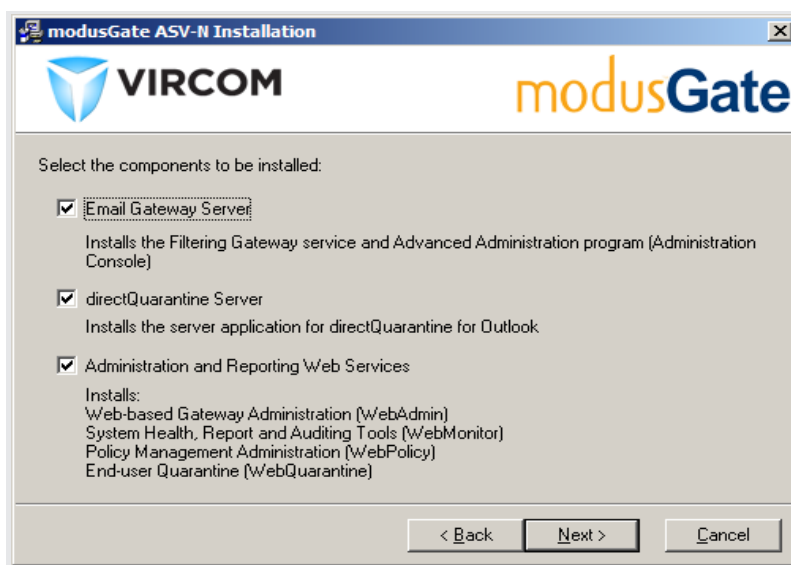 modusGate ASV-N Installation
VIRCOM
modusGate
Select the components to be installed:
Email Gateway Server
Installs the Filtering Gateway service and Advanced Administration program (Administration
Console)
directQuarantine Server
Installs the server application for directQuarantine for Outlook
Administration and Reporting Web Services
Installs:
Web-based Gateway Administration (WebAdmin)
System Health, Report and Auditing Tools (WebMonitor)
Policy Management Administration (WebPolicy)
End-user Quarantine (WebQuarantine)
< Back
Next >
Cancel